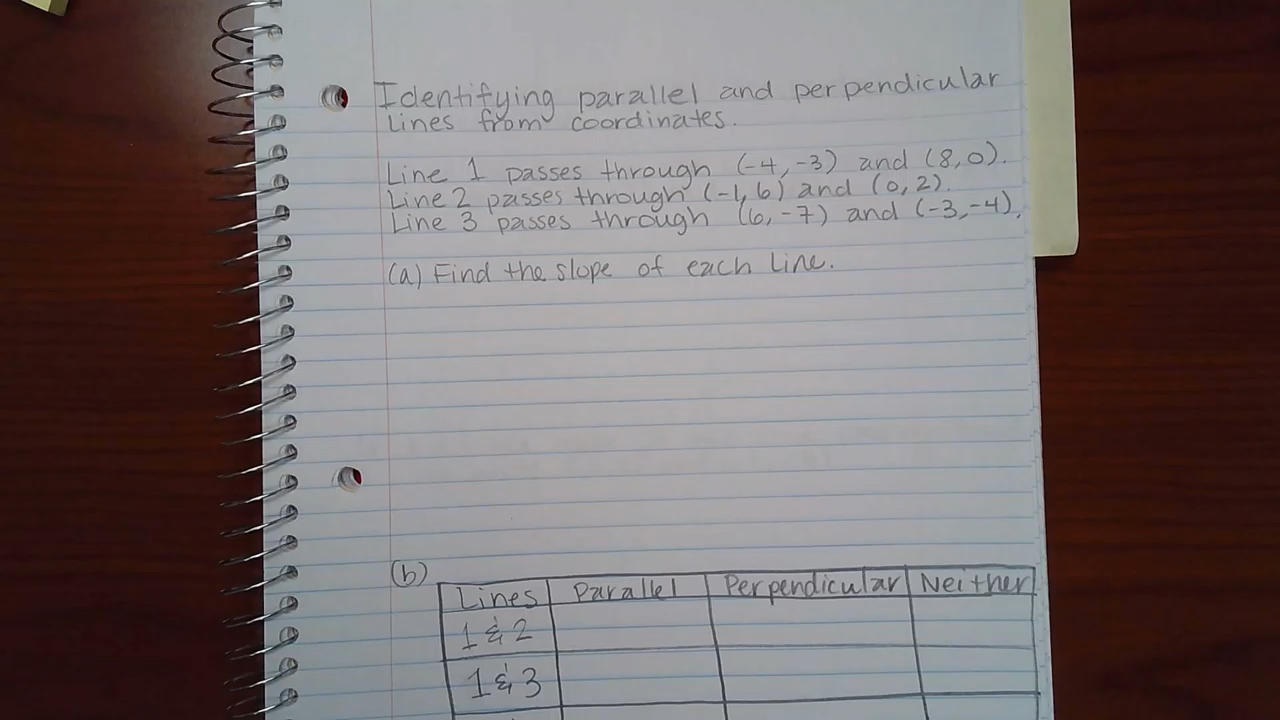 Identifying parallel and perpendicular
lines from coordinates.
Line 1 passes through (-4, -3) and (8, 0).
Line 2 passes through (-1, 6) and (0, 2).
Line 3 passes through (6, -7) and (-3, -4).
(a) Find the slope of each line.
(b)
Lines Parallel Perpendicular Neither
1 & 2
1 & 3